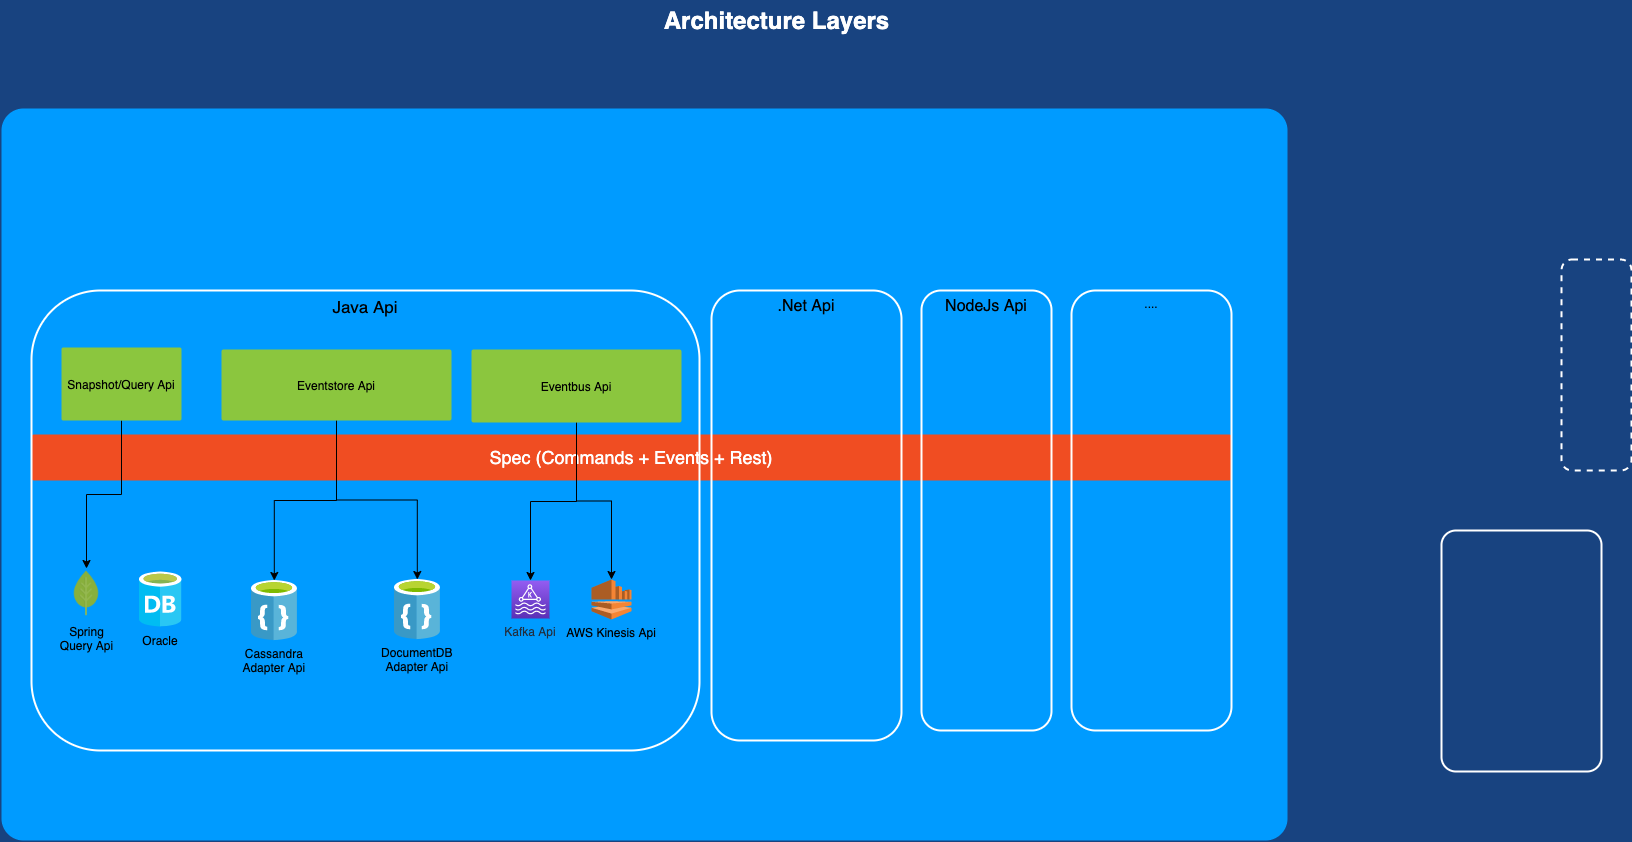 Architecture Layers
Java Api
.Net Api
NodeJs Api
....
Snapshot/Query Api
Eventstore Api
Eventbus Api
Spec (Commands + Events + Rest)
DB
{ }
{ }
K
Spring
Query Api
Oracle
Cassandra
Adapter Api
DocumentDB
Adapter Api
Kafka Api
AWS Kinesis Api